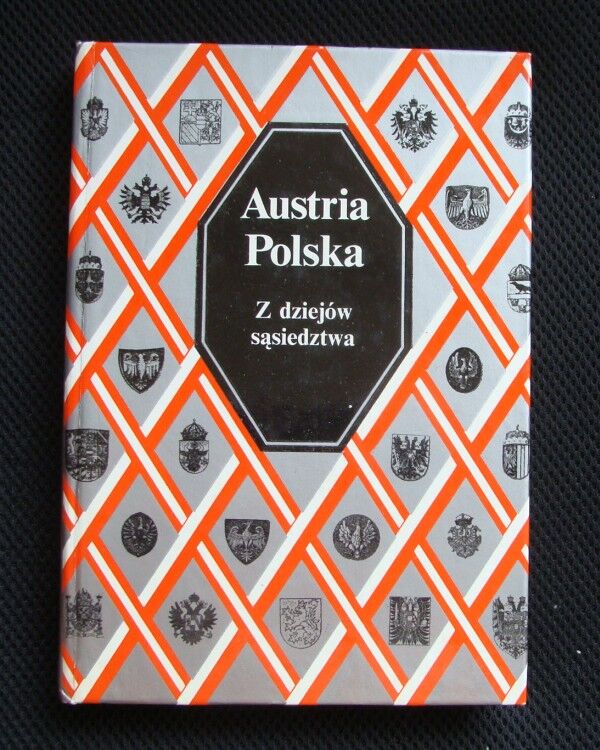 Austria
Polska
Z dziejów
sąsiedztwa